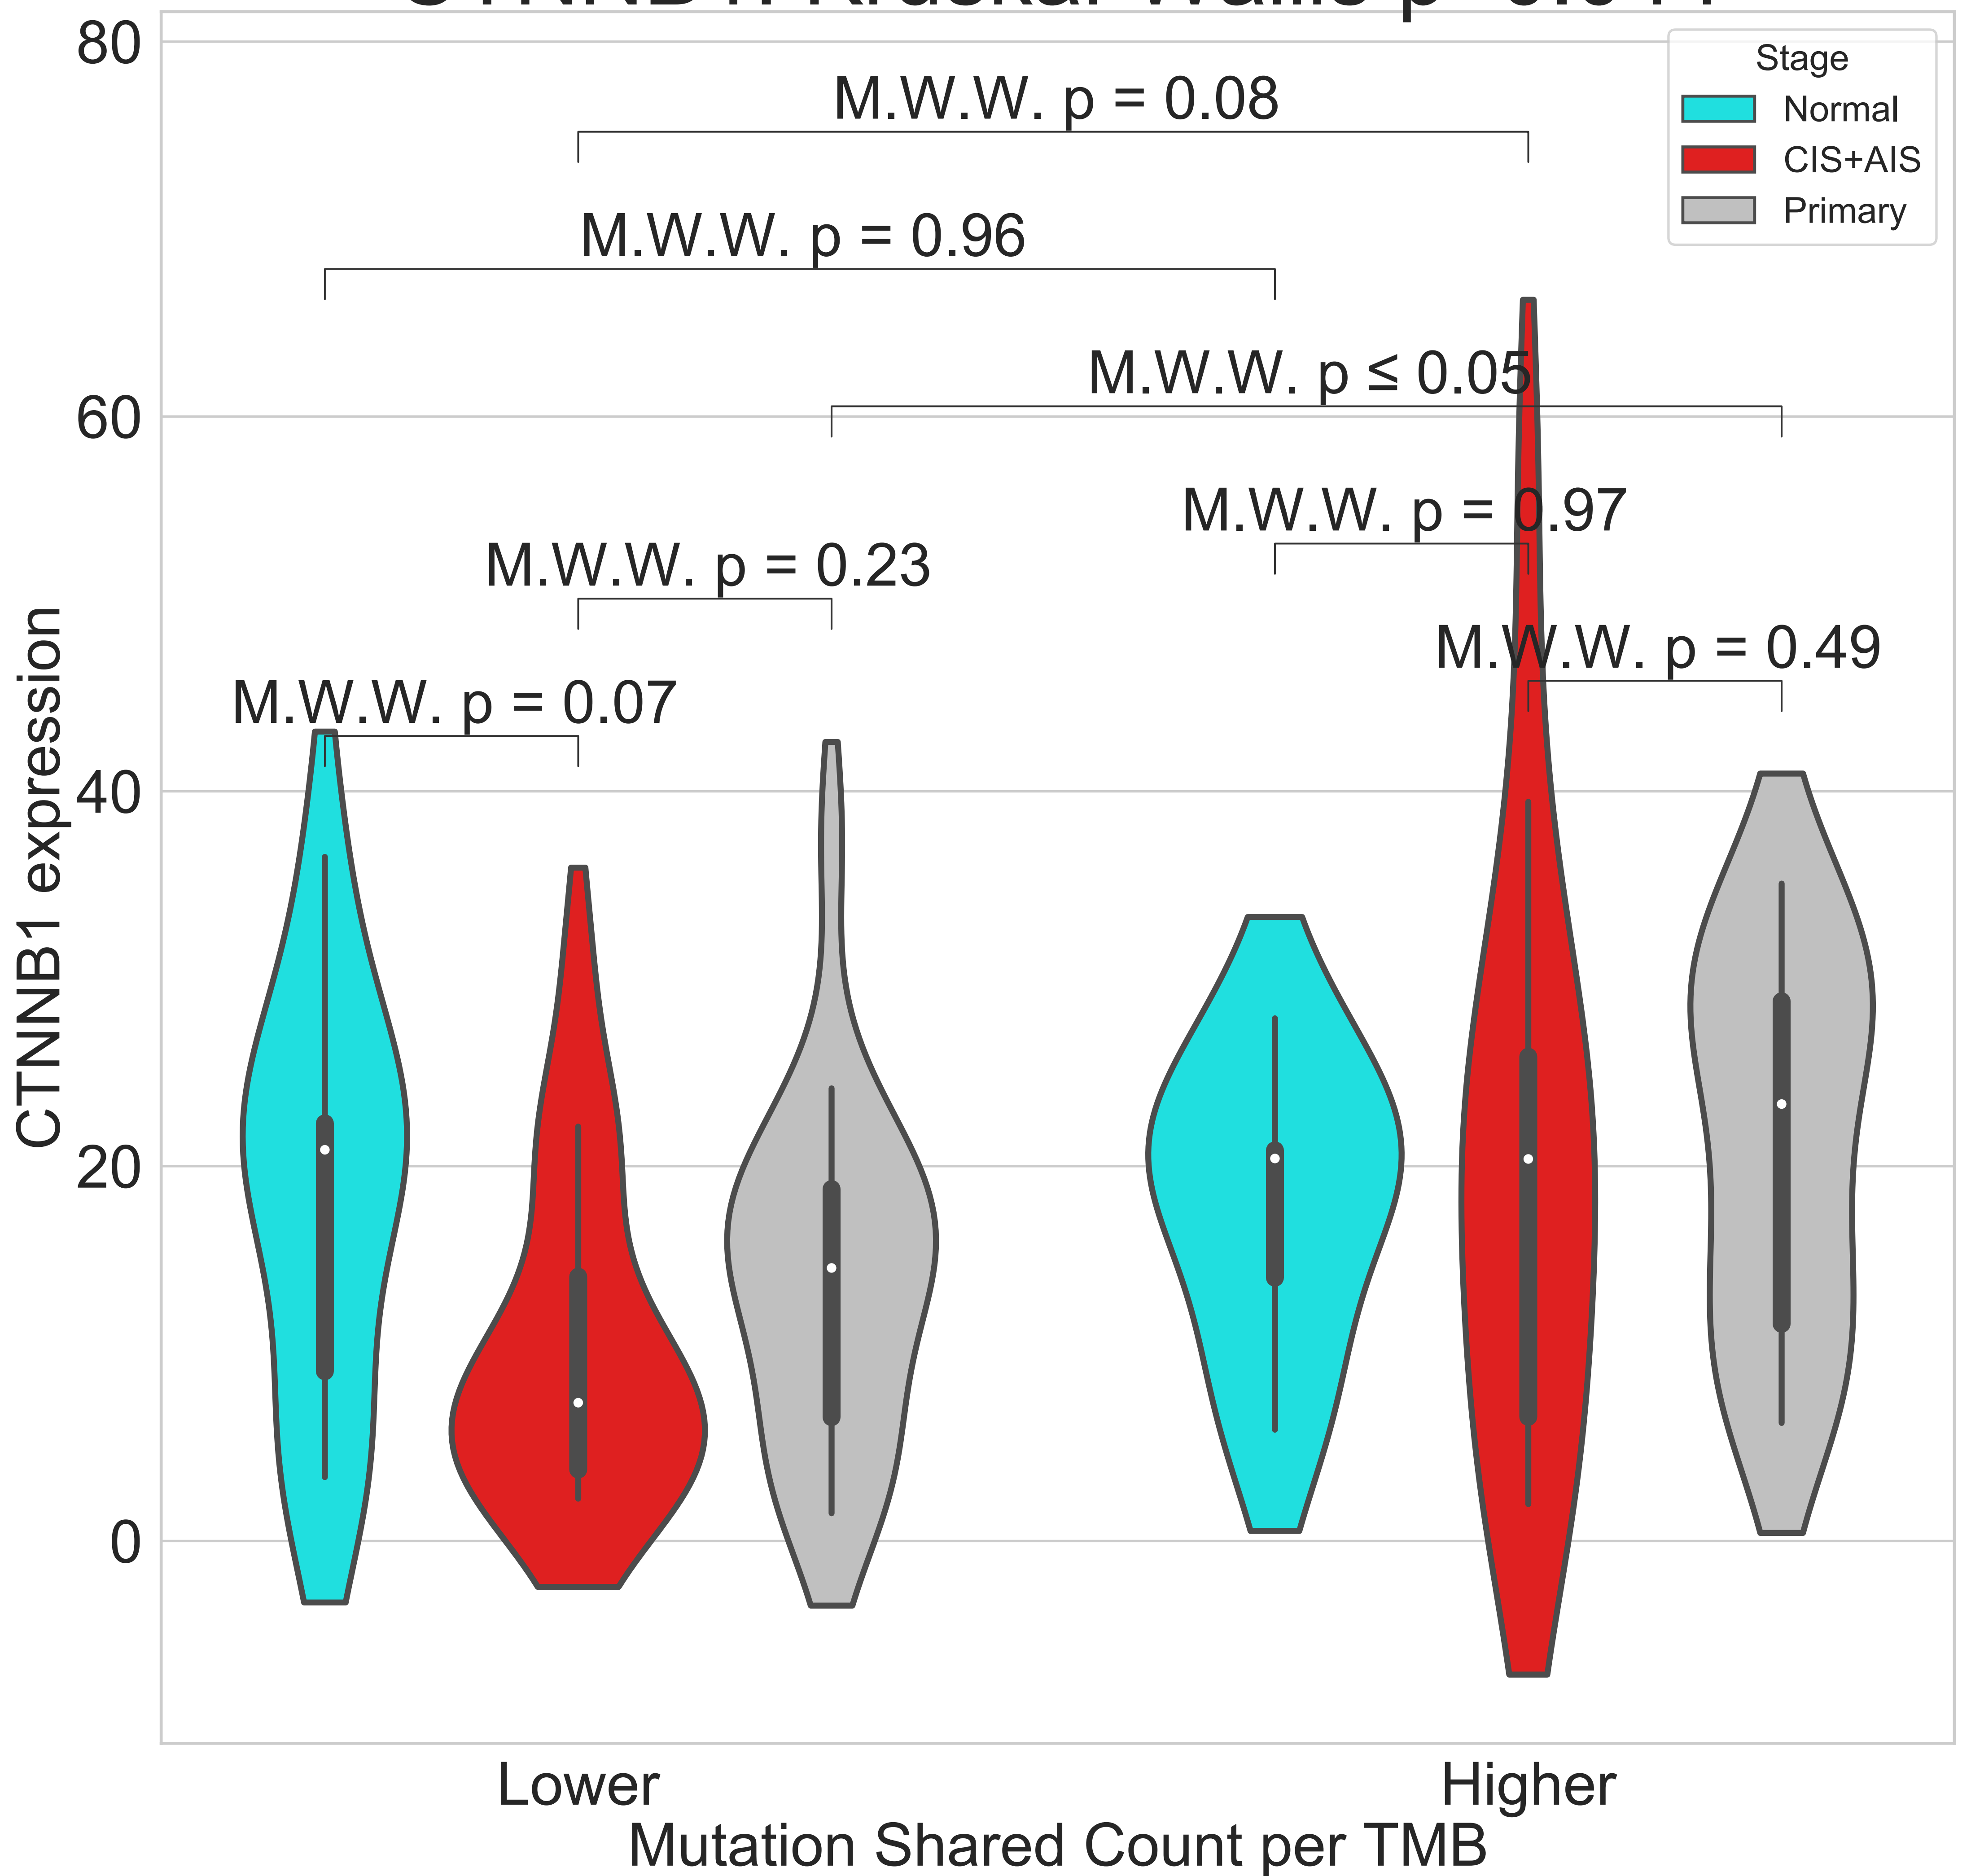 80
Stage
Normal
CIS+AIS
Primary
M.W.W. p = 0.08
M.W.W. p = 0.96
M.W.W. p ≤ 0.05
60
M.W.W. p = 0.97
M.W.W. p = 0.23
M.W.W. p = 0.49
M.W.W. p = 0.07
40
20
0
CTNNB1 expression
Lower
Higher
Mutation Shared Count per TMB